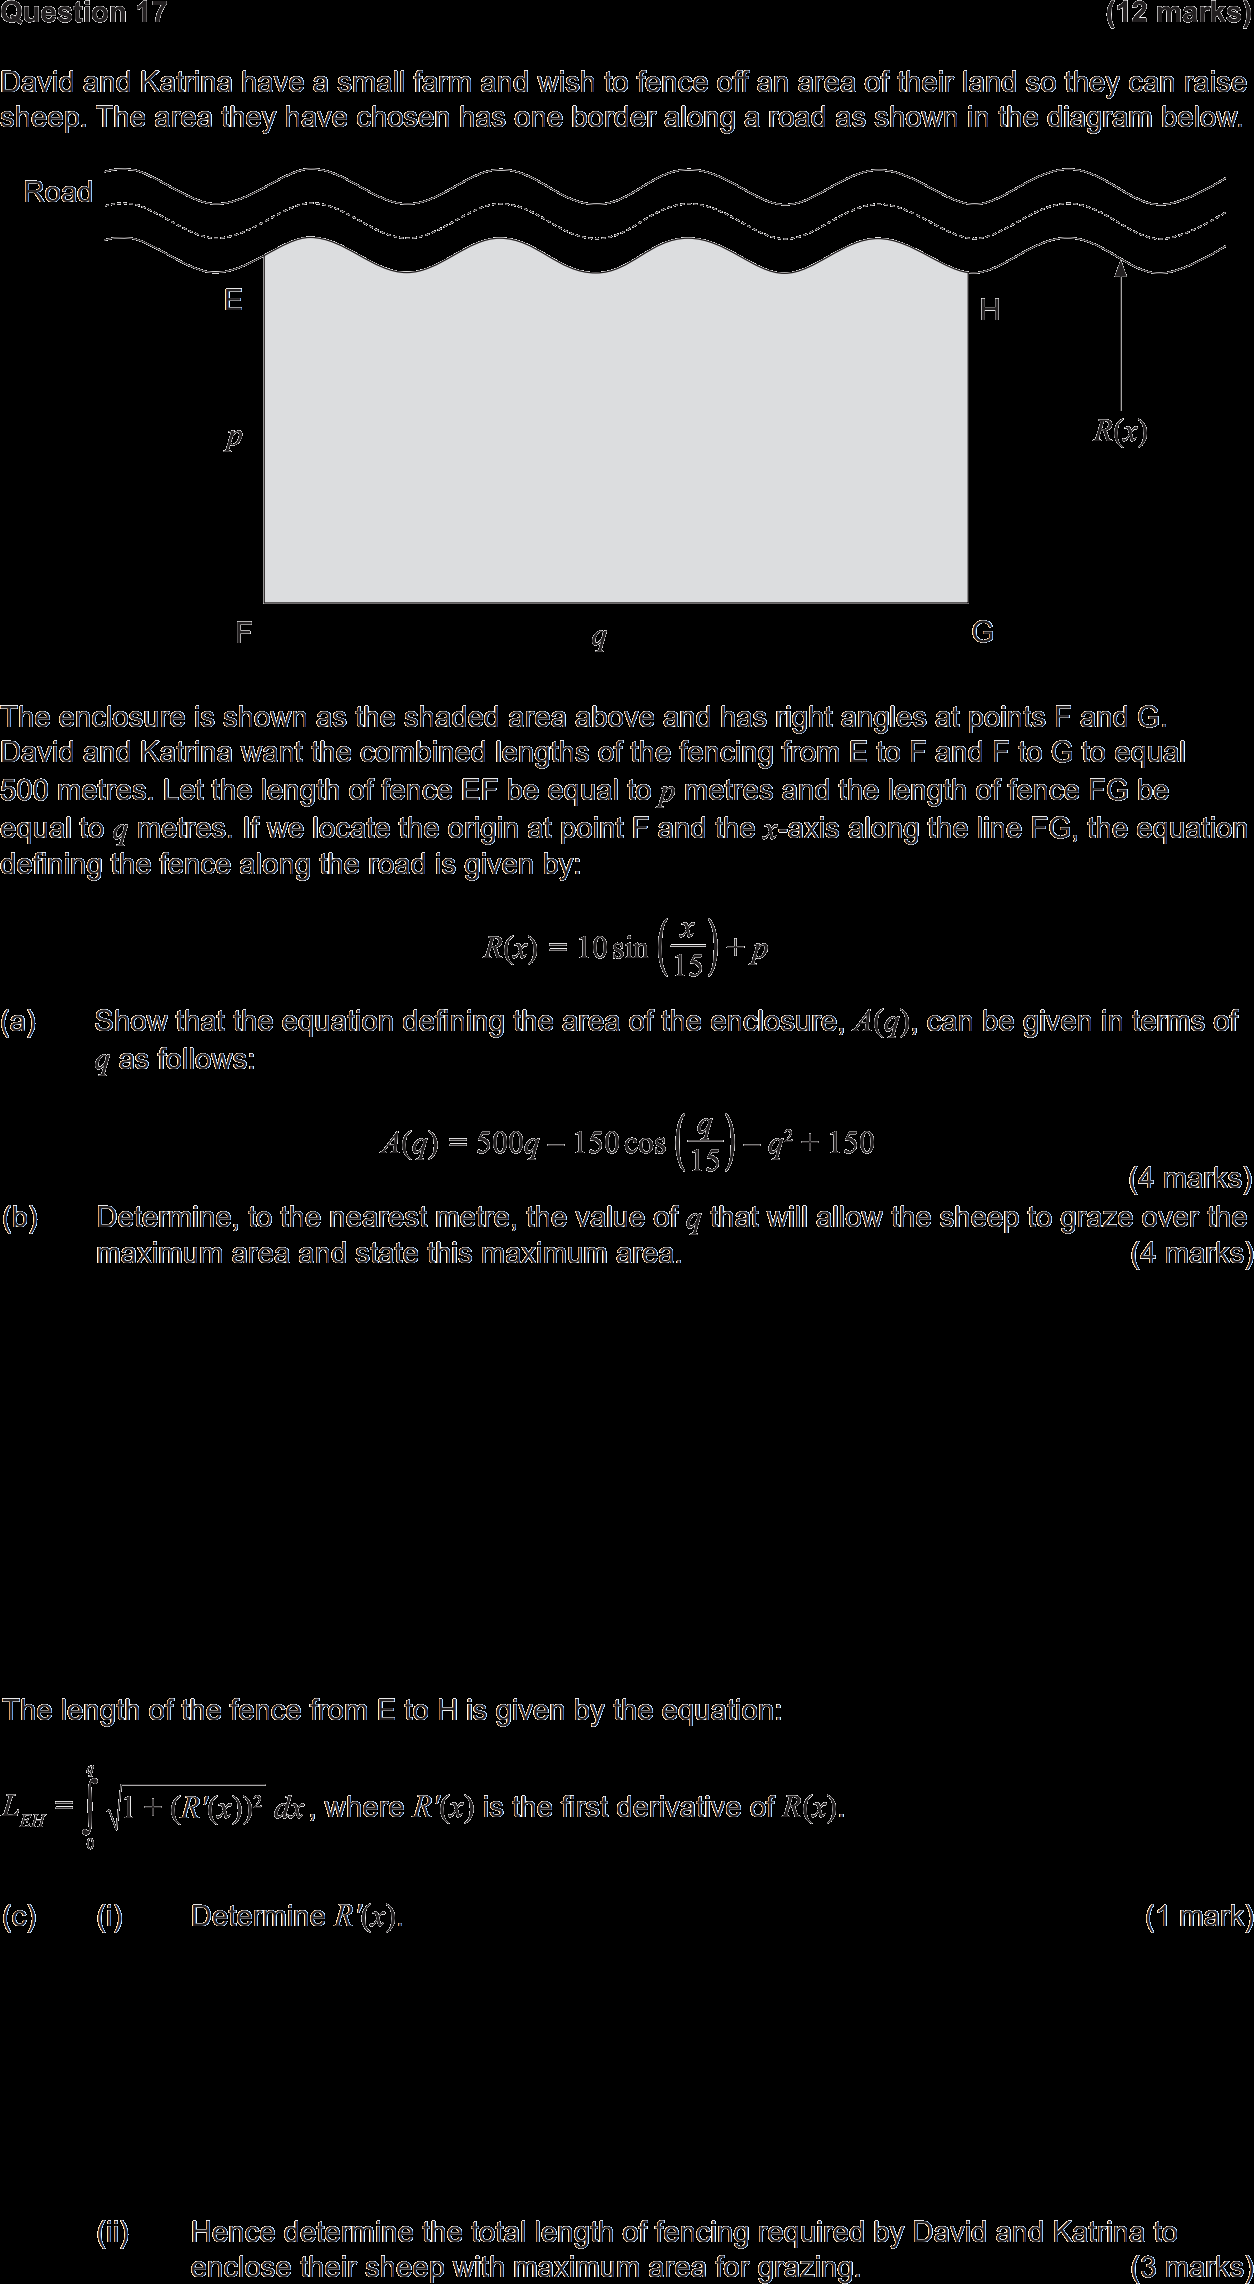 Question 17 (12 marks)
David and Katrina have a small farm and wish to fence off an area of their land so they can raise
sheep. The area they have chosen has one border along a road as shown in the diagram below.
Road
E
H
p
R(x)
F
q
G
The enclosure is shown as the shaded area above and has right angles at points F and G.
David and Katrina want the combined lengths of the fencing from E to F and F to G to equal
500 metres. Let the length of fence EF be equal to p metres and the length of fence FG be
equal to q metres. If we locate the origin at point F and the x-axis along the line FG, the equation
defining the fence along the road is given by:
R(x) = 10 sin (x/15) + p
(a) Show that the equation defining the area of the enclosure, A(q), can be given in terms of
q as follows:
A(q) = 500q – 150 cos (q/15) – q² + 150
(4 marks)
(b) Determine, to the nearest metre, the value of q that will allow the sheep to graze over the
maximum area and state this maximum area. (4 marks)
The length of the fence from E to H is given by the equation:
L_EH = ∫₀^q √(1 + (R'(x))²) dx, where R'(x) is the first derivative of R(x).
(c) (i) Determine R'(x). (1 mark)
(ii) Hence determine the total length of fencing required by David and Katrina to
enclose their sheep with maximum area for grazing. (3 marks)